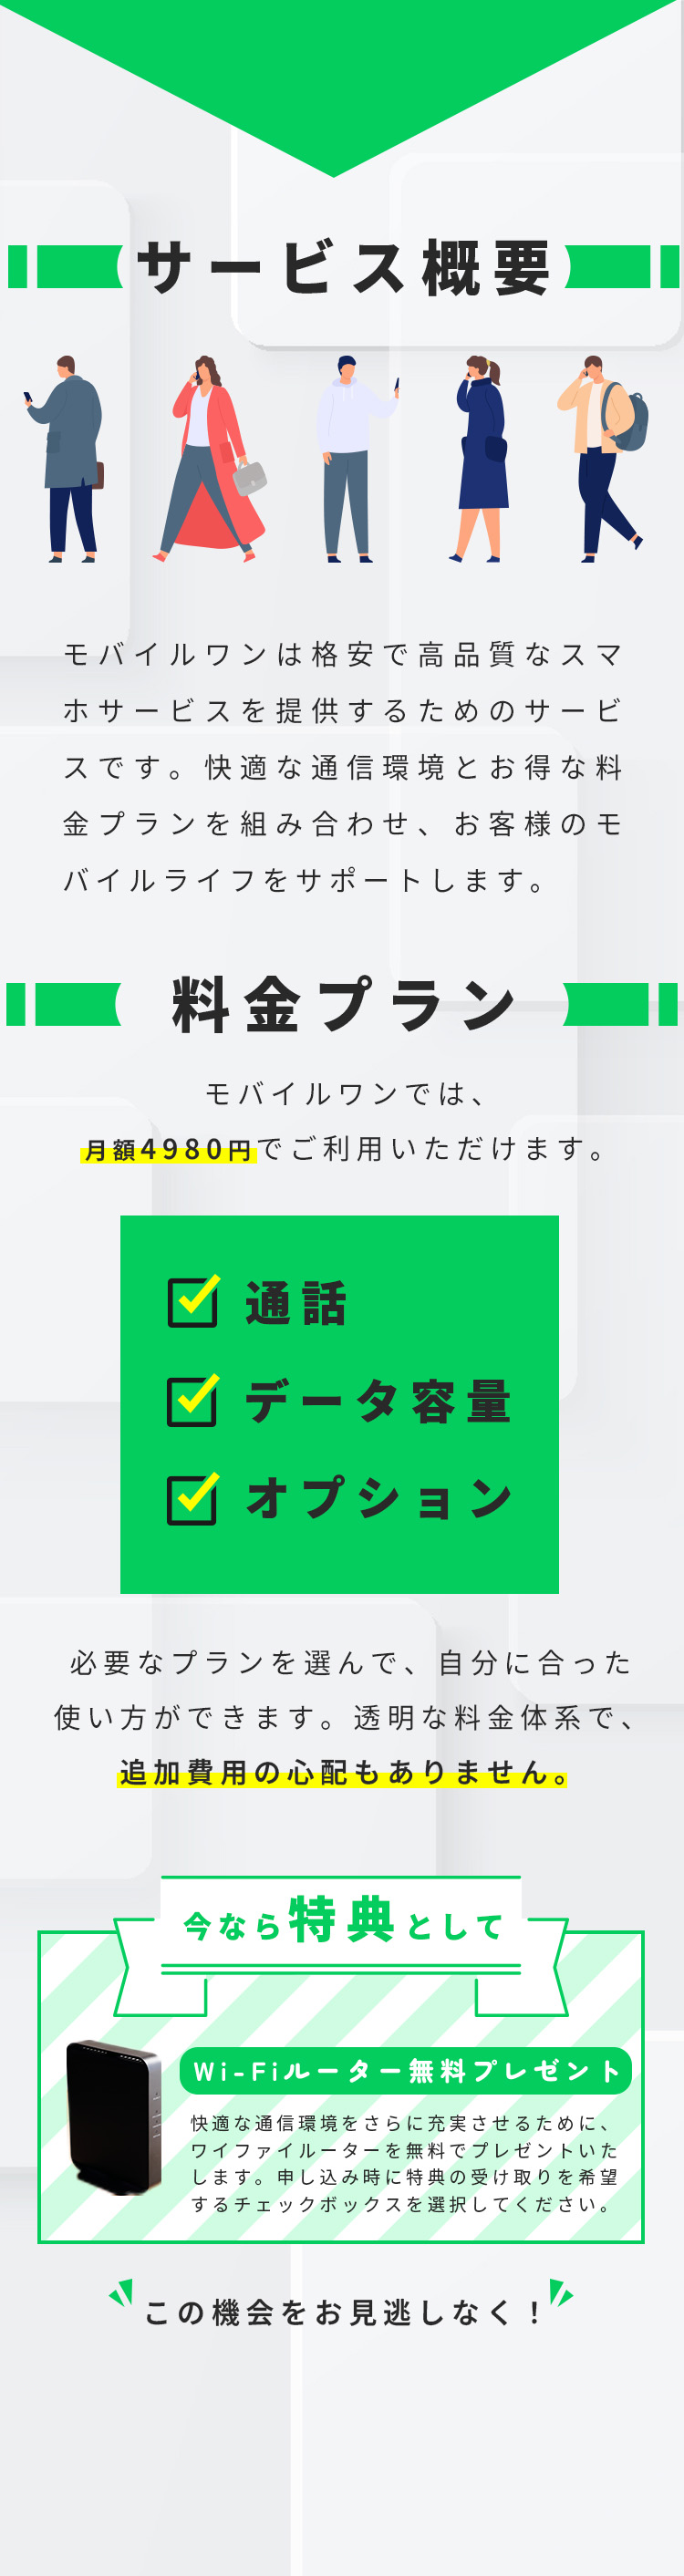 サービス概要
モバイルワンは格安で高品質なスマ
ホサービスを提供するためのサービ
スです。快適な通信環境とお得な料
金プランを組み合わせ、お客様のモ
バイルライフをサポートします。
料金プラン
モバイルワンでは、
月額4980円でご利用いただけます。
通話
データ容量
オプション
必要なプランを選んで、自分に合った
使い方ができます。透明な料金体系で、
追加費用の心配もありません。
今なら特典として
Wi-Fiルーター無料プレゼント
快適な通信環境をさらに充実させるために、
ワイファイルーターを無料でプレゼントいた
します。申し込み時に特典の受け取りを希望
するチェックボックスを選択してください。
この機会をお見逃しなく！